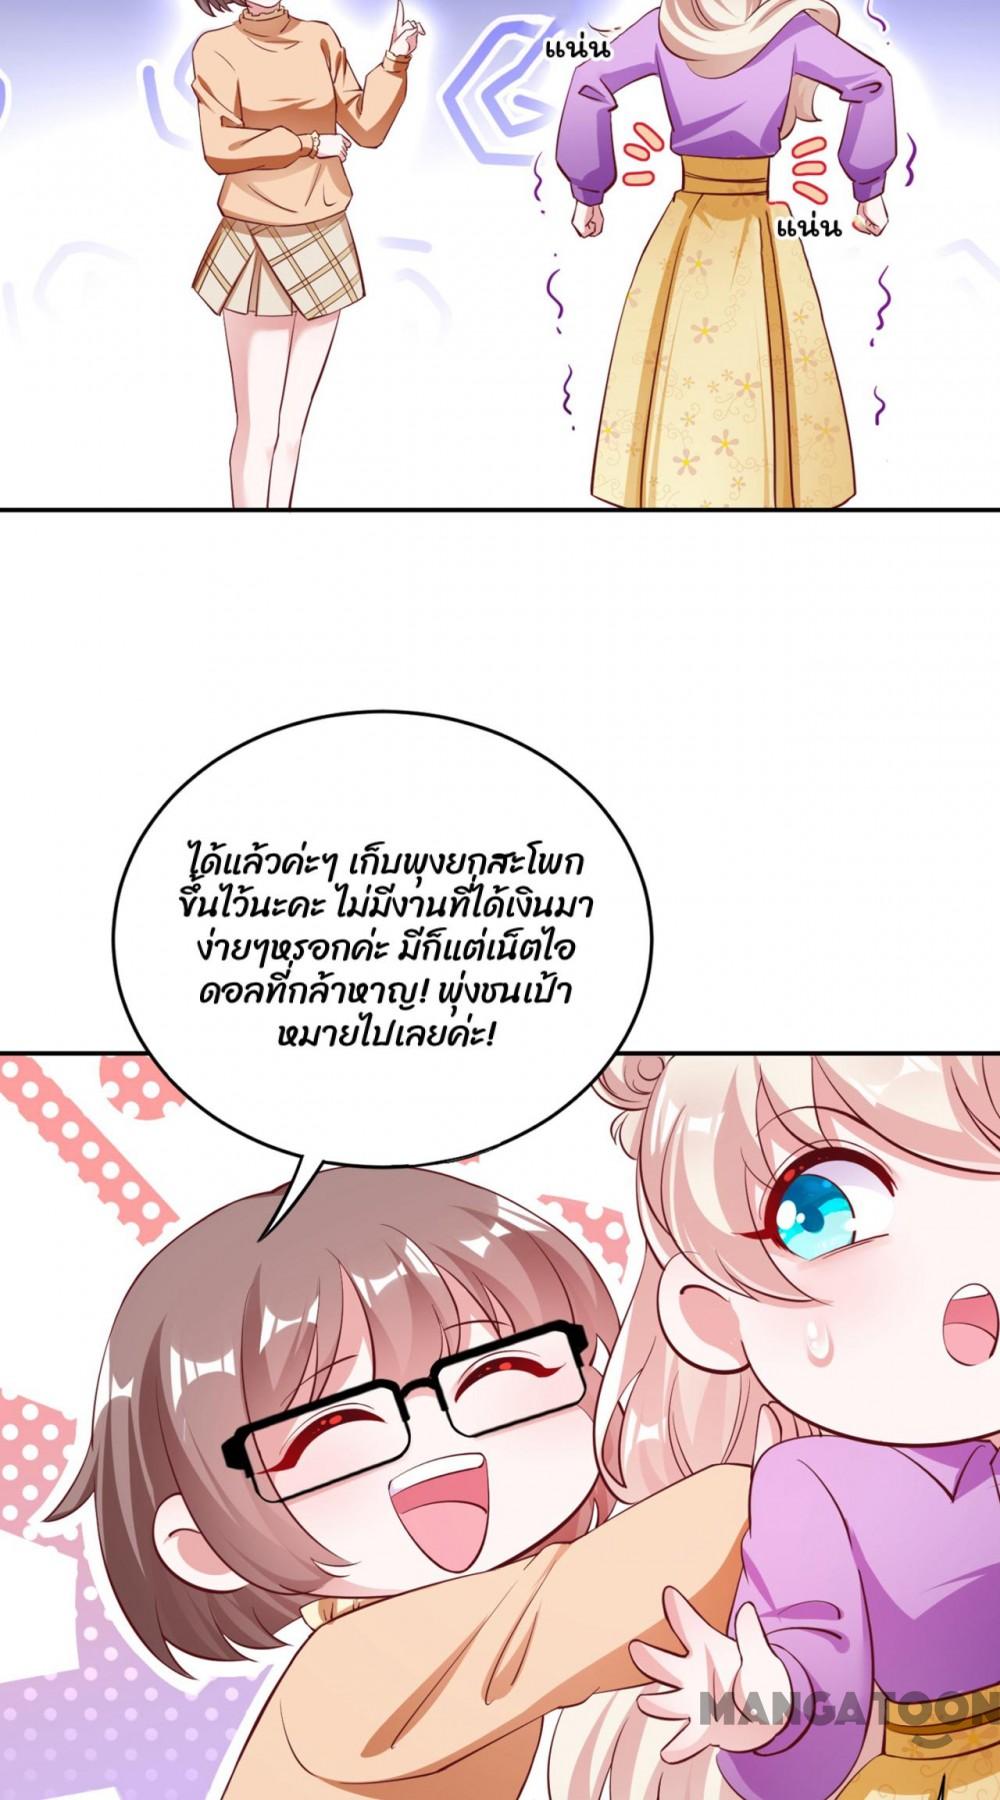 แน่น
แน่น
ได้แล้วค่ะๆ เก็บพุงยกสะโพก
ขึ้นไว้นะคะ ไม่มีงานที่ได้เงินมา
ง่ายๆหรอกค่ะ มีก็แต่เน็ตไอ
ดอลที่กล้าหาญ! พุ่งชนเป้า
หมายไปเลยค่ะ!
MANGATOON